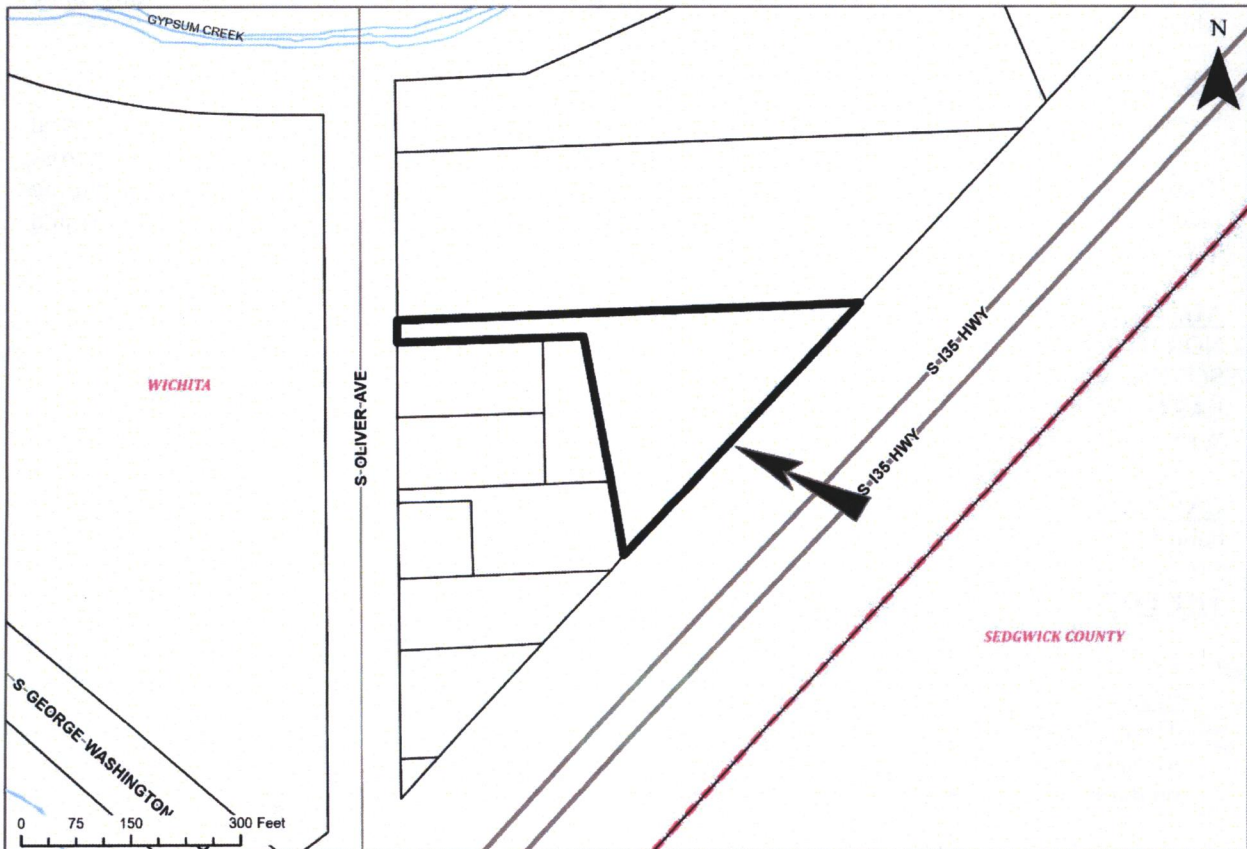 GYPSUM CREEK
N
WICHITA
S-OLIVER-AVE
S-I35-HWY
S-I35-HWY
SEDGWICK COUNTY
S-GEORGE-WASHINGTON
0 75 150 300 Feet